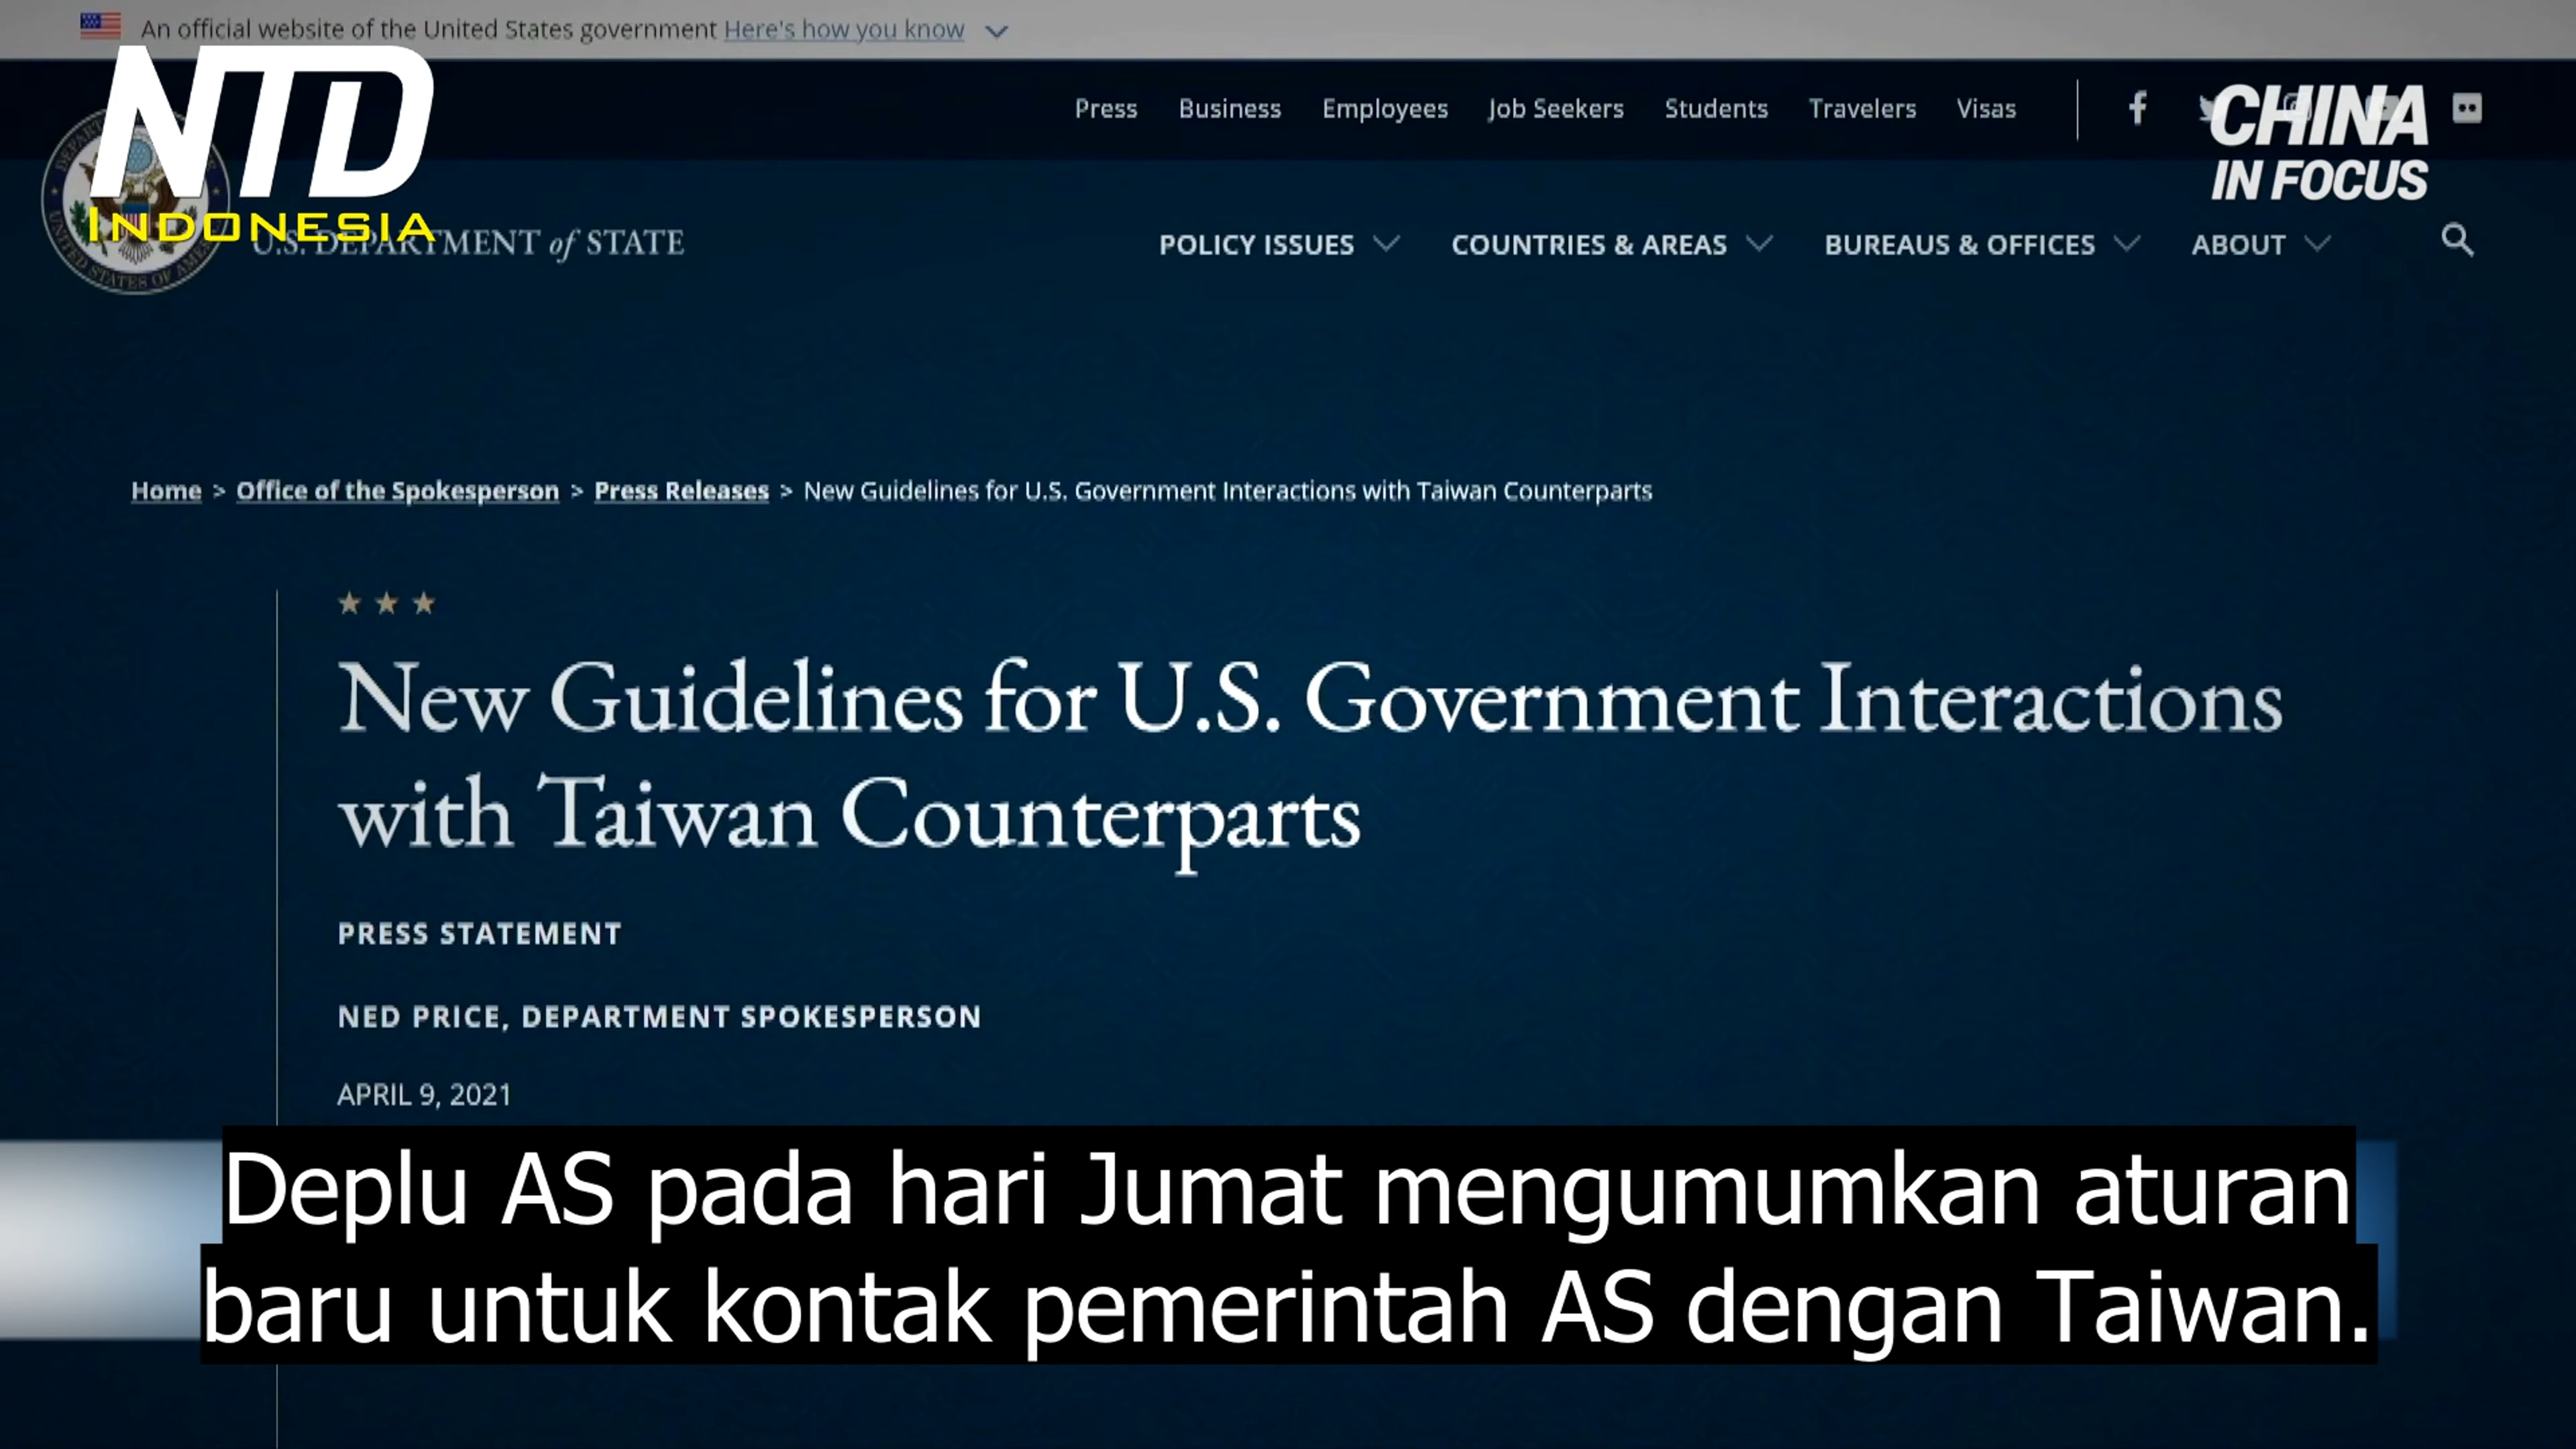 An official website of the United States government Here's how you know
NTD
INDONESIA
Press Business Employees Job Seekers Students Travelers Visas
CHINA
IN FOCUS
U.S. DEPARTMENT of STATE
POLICY ISSUES COUNTRIES & AREAS BUREAUS & OFFICES ABOUT
Home > Office of the Spokesperson > Press Releases > New Guidelines for U.S. Government Interactions with Taiwan Counterparts
New Guidelines for U.S. Government Interactions
with Taiwan Counterparts
PRESS STATEMENT
NED PRICE, DEPARTMENT SPOKESPERSON
APRIL 9, 2021
Deplu AS pada hari Jumat mengumumkan aturan
baru untuk kontak pemerintah AS dengan Taiwan.